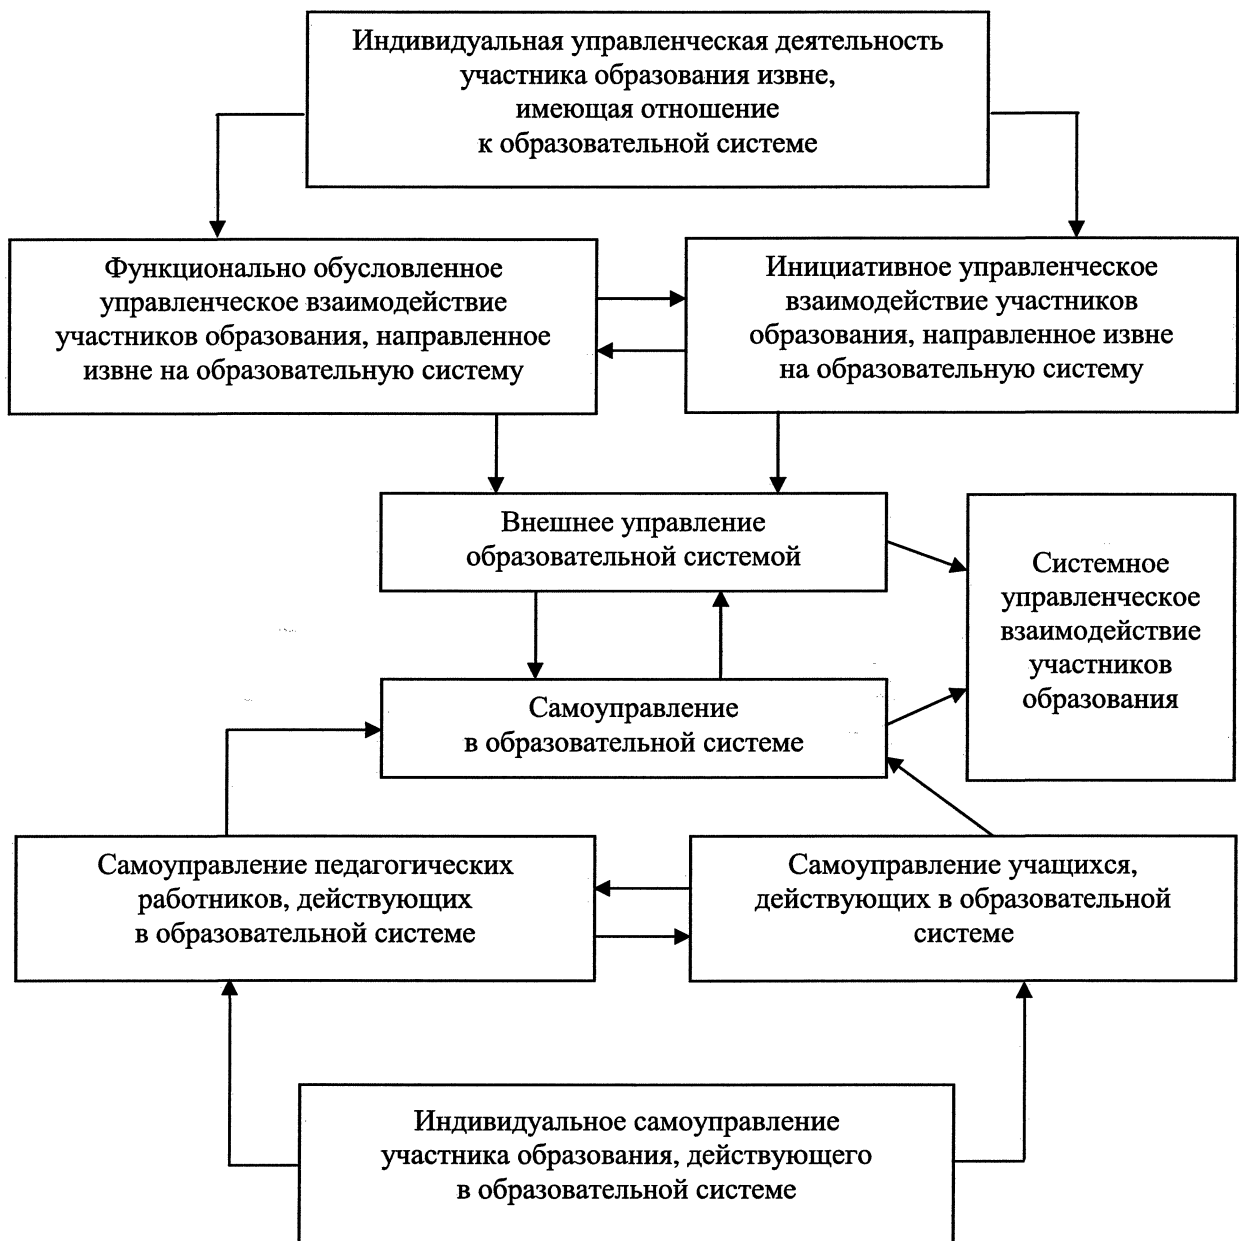 Индивидуальная управленческая деятельность
участника образования извне,
имеющая отношение
к образовательной системе
Функционально обусловленное
управленческое взаимодействие
участников образования, направленное
извне на образовательную систему
Инициативное управленческое
взаимодействие участников
образования, направленное извне
на образовательную систему
Внешнее управление
образовательной системой
Системное
управленческое
взаимодействие
участников
образования
Самоуправление
в образовательной системе
Самоуправление педагогических
работников, действующих
в образовательной системе
Самоуправление учащихся,
действующих в образовательной
системе
Индивидуальное самоуправление
участника образования, действующего
в образовательной системе